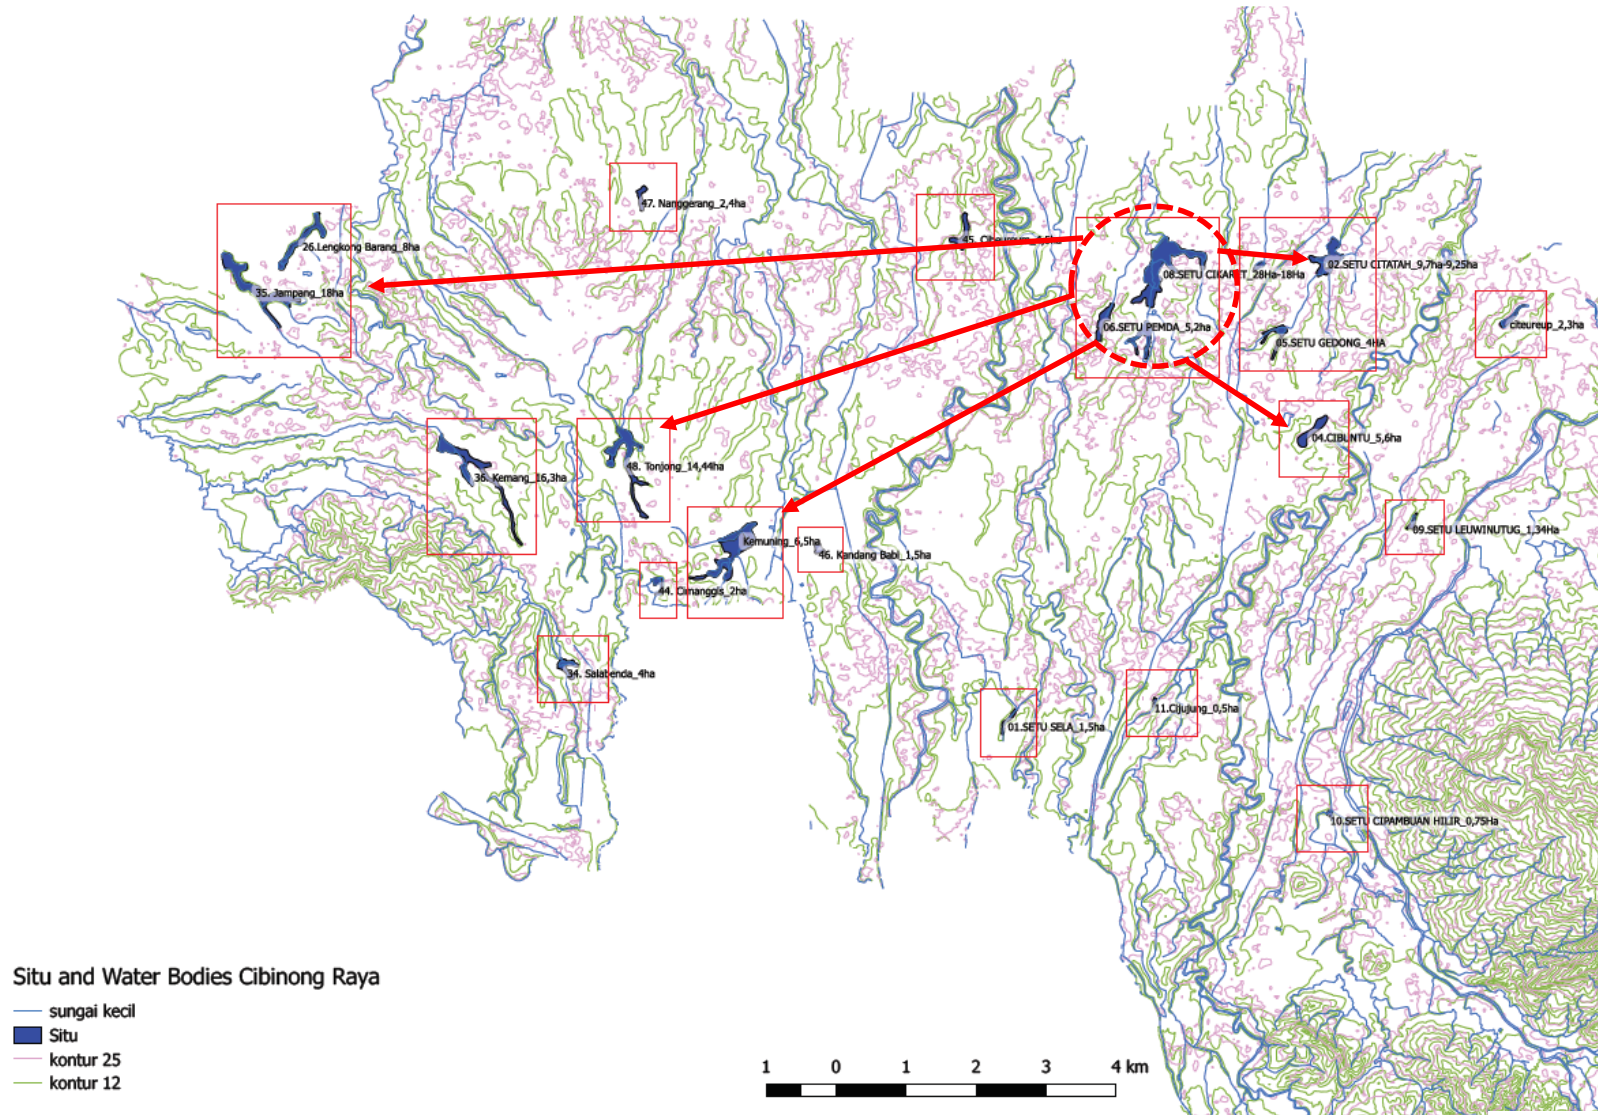 47. Nanggerang_2,4ha
26.Lengkong Barang_8ha
45. Cibeureum_4,5ha
02.SETU CITATAH_9,7ha-9,25ha
08.SETU CIKARET_28Ha-18Ha
35. Jampang_18ha
citeureup_2,3ha
06.SETU PEMDA_5,2ha
05.SETU GEDONG_4HA
04.CIBUNTU_5,6ha
48. Tonjong_14,44ha
36. Kemang_16,3ha
09.SETU LEUWINUTUG_1,34Ha
Kemuning_6,5ha
46. Kandang Babi_1,5ha
44. Cimanggis_2ha
34. Salabenda_4ha
11.Cijujung_0,5ha
01.SETU SELA_1,5ha
10.SETU CIPAMBUAN HILIR_0,75Ha
Situ and Water Bodies Cibinong Raya
sungai kecil
Situ
kontur 25
kontur 12
1 0 1 2 3 4 km